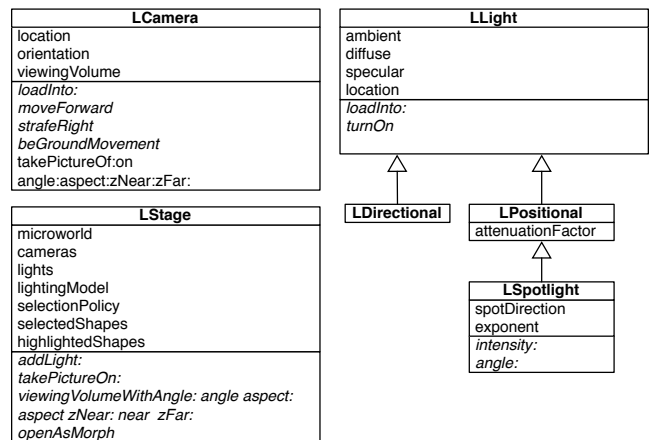 LCamera
location
orientation
viewingVolume
loadInto:
moveForward
strafeRight
beGroundMovement
takePictureOf:on
angle:aspect:zNear:zFar:
LStage
microworld
cameras
lights
lightingModel
selectionPolicy
selectedShapes
highlightedShapes
addLight:
takePictureOn:
viewingVolumeWithAngle: angle aspect:
aspect zNear: near zFar:
openAsMorph
LLight
ambient
diffuse
specular
location
loadInto:
turnOn
LDirectional
LPositional
attenuationFactor
LSpotlight
spotDirection
exponent
intensity:
angle: